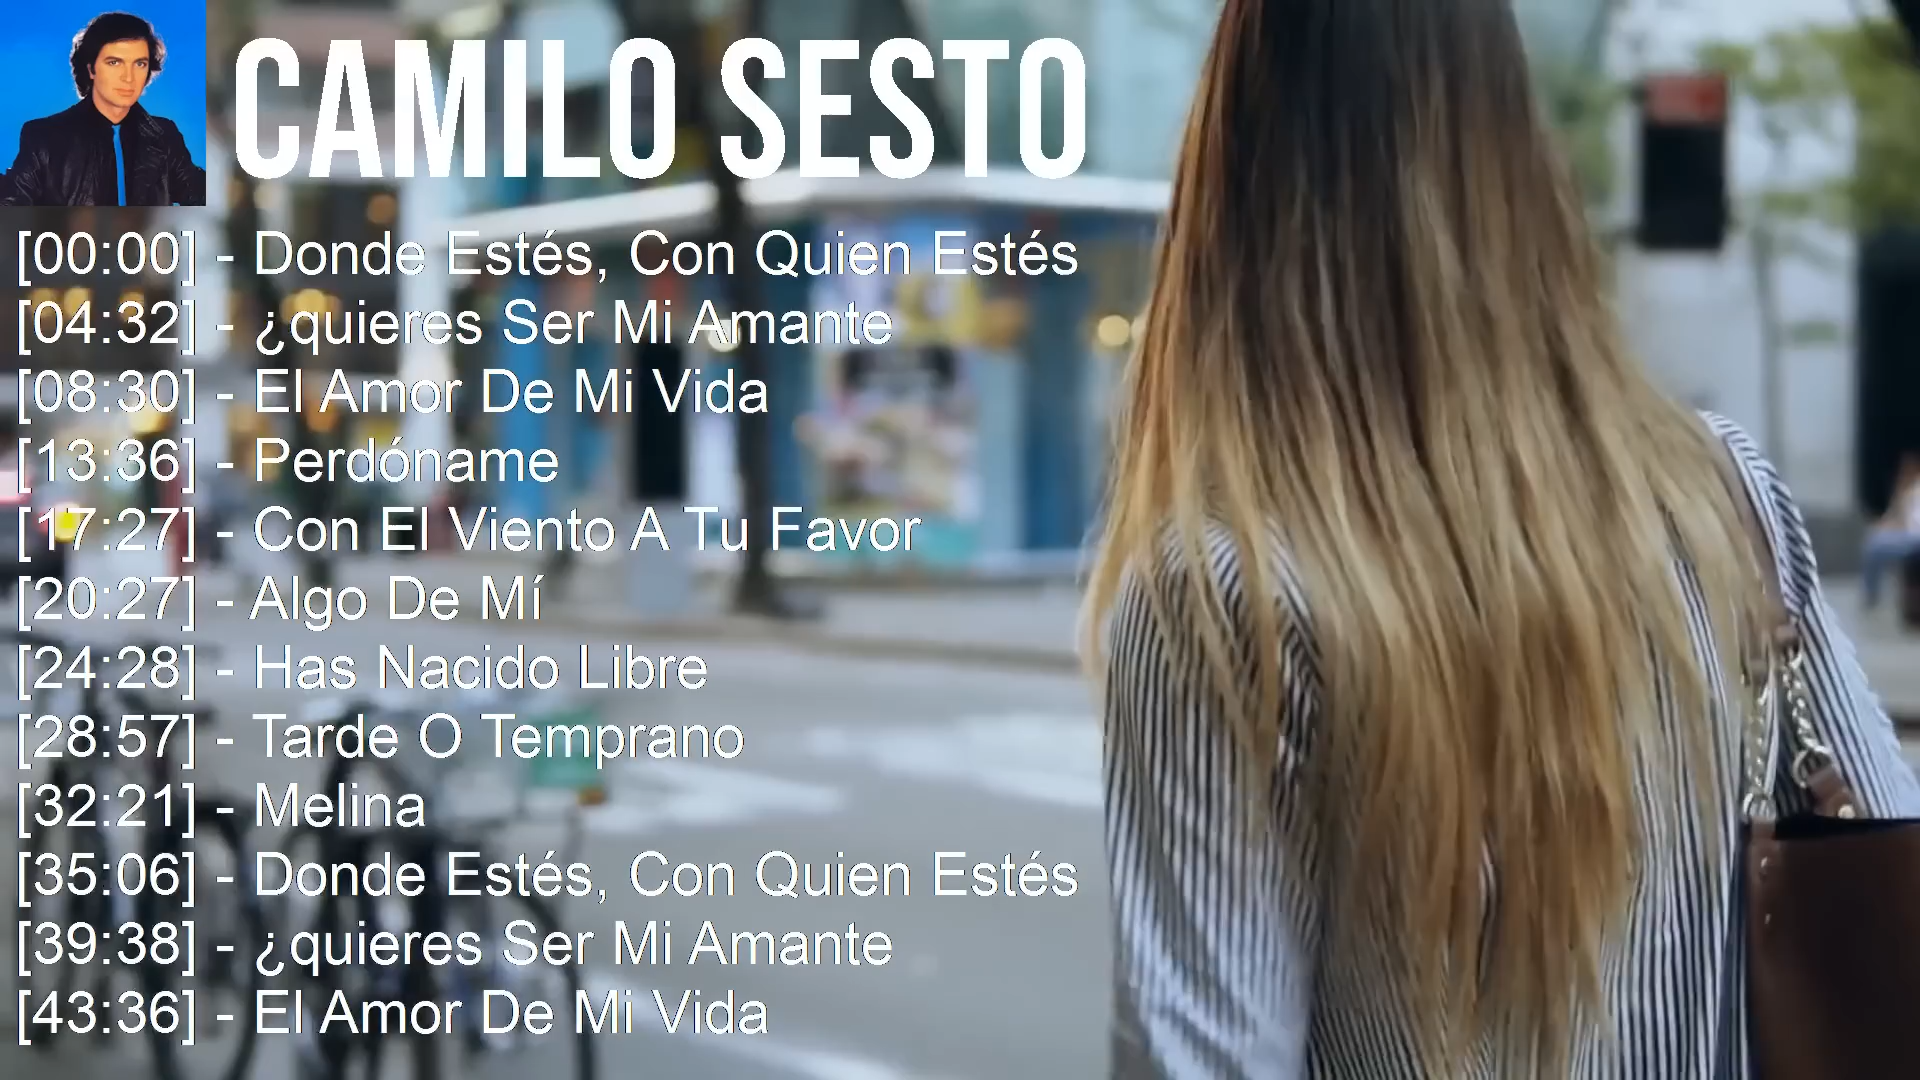 CAMILO SESTO
[00:00] - Donde Estés, Con Quien Estés
[04:32] - ¿quieres Ser Mi Amante
[08:30] - El Amor De Mi Vida
[13:36] - Perdóname
[17:27] - Con El Viento A Tu Favor
[20:27] - Algo De Mí
[24:28] - Has Nacido Libre
[28:57] - Tarde O Temprano
[32:21] - Melina
[35:06] - Donde Estés, Con Quien Estés
[39:38] - ¿quieres Ser Mi Amante
[43:36] - El Amor De Mi Vida